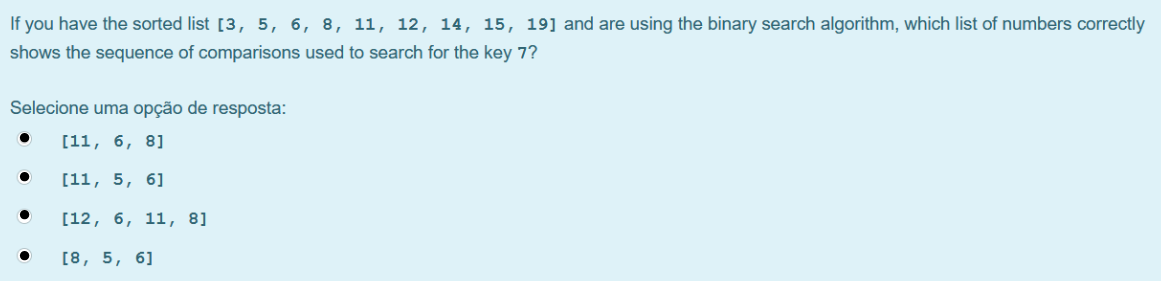 If you have the sorted list [3, 5, 6, 8, 11, 12, 14, 15, 19] and are using the binary search algorithm, which list of numbers correctly
shows the sequence of comparisons used to search for the key 7?
Selecione uma opção de resposta:
[11, 6, 8]
[11, 5, 6]
[12, 6, 11, 8]
[8, 5, 6]